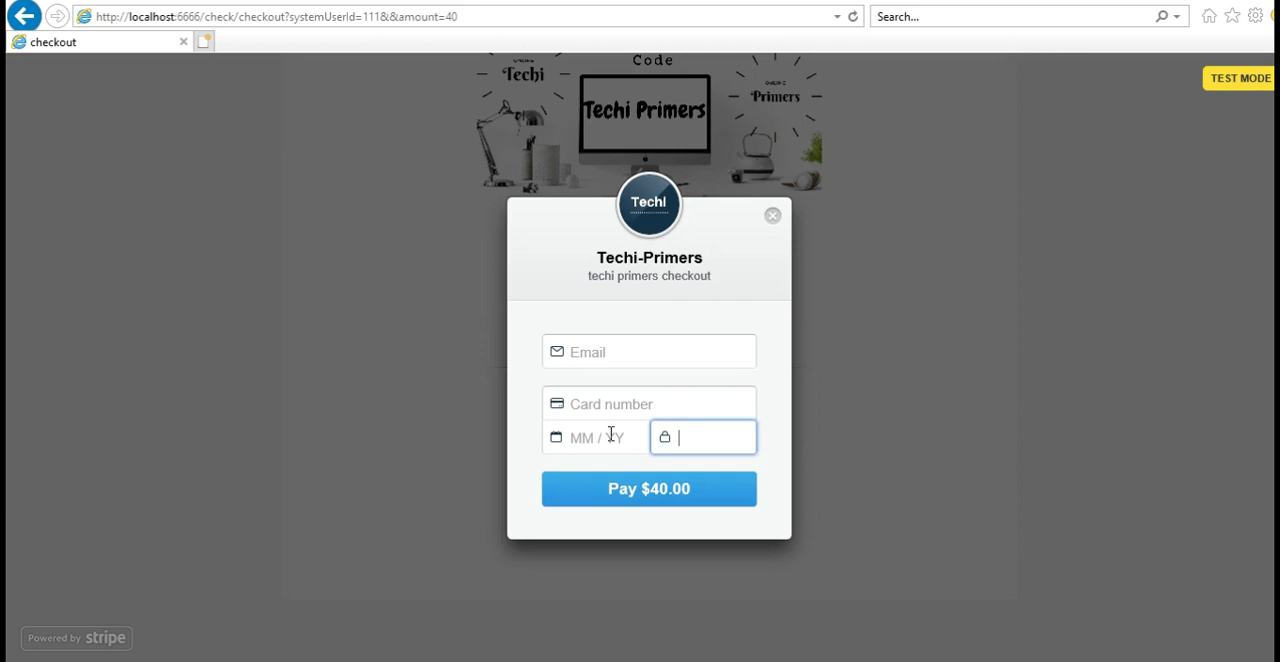 http://localhost:6666/check/checkout?systemUserId=111&&amount=40
Search...
checkout
TEST MODE
Code
Techi
Techi Primers
Primers
TechI
Techi-Primers
techi primers checkout
Email
Card number
MM / YY
Pay $40.00
Powered by stripe